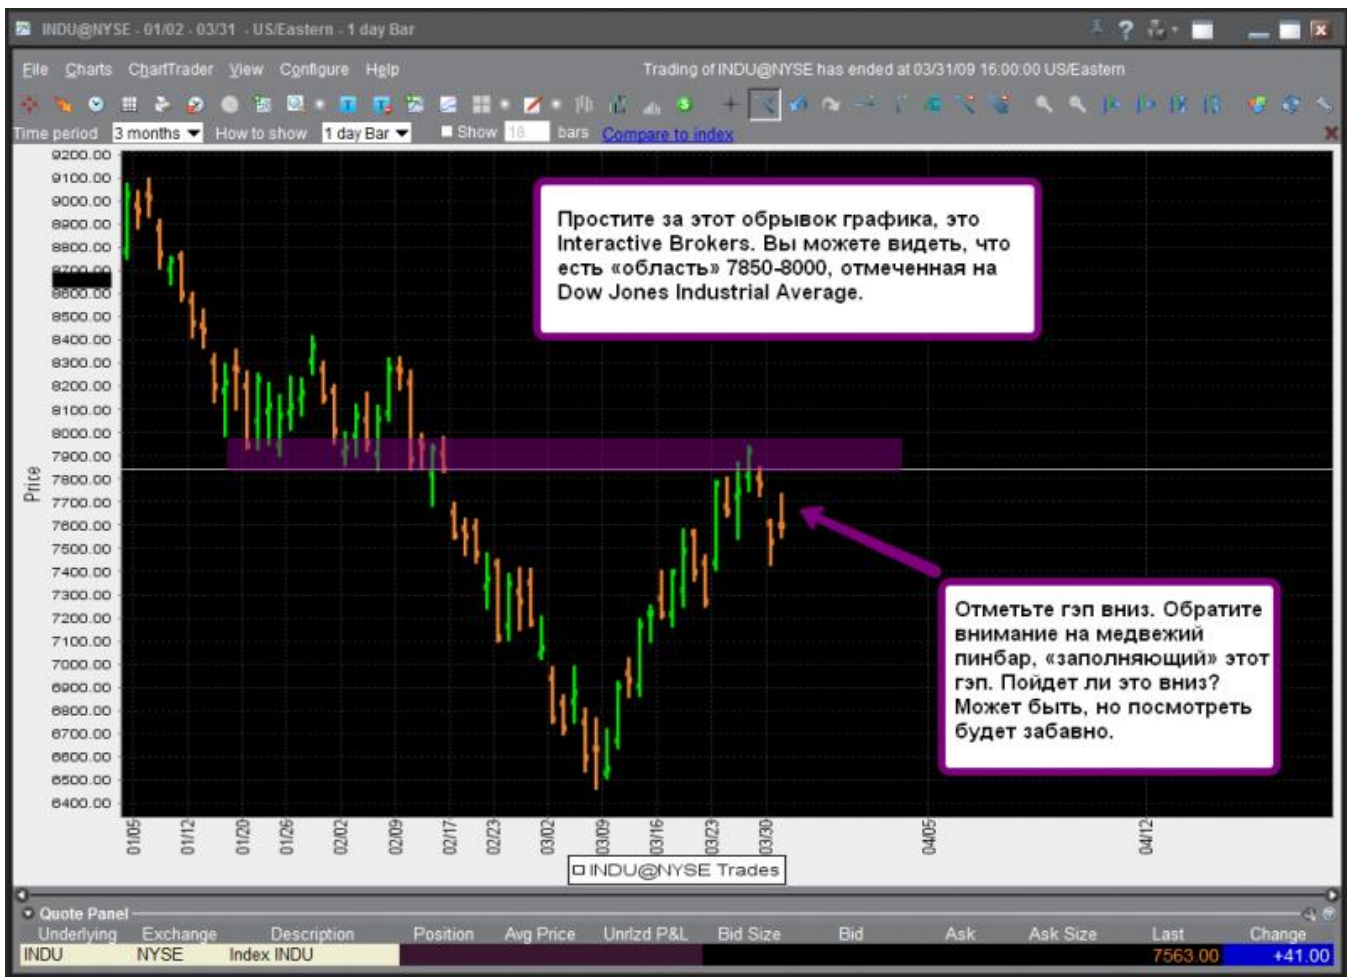 INDU@NYSE - 01/02 - 03/31 - US/Eastern - 1 day Bar
File Charts ChartTrader View Configure Help
Trading of INDU@NYSE has ended at 03/31/09 16:00:00 US/Eastern
Time period 3 months How to show 1 day Bar Show 18 bars Compare to index
9200.00
9100.00
9000.00
8900.00
8800.00
8700.00
8600.00
8500.00
8400.00
8300.00
8200.00
8100.00
8000.00
7900.00
7800.00
7700.00
7600.00
7500.00
7400.00
7300.00
7200.00
7100.00
7000.00
6900.00
6800.00
6700.00
6600.00
6500.00
6400.00
Price
Простите за этот обрывок графика, это
Interactive Brokers. Вы можете видеть, что
есть «область» 7850-8000, отмеченная на
Dow Jones Industrial Average.
Отметьте гэп вниз. Обратите
внимание на медвежий
пинбар, «заполняющий» этот
гэп. Пойдет ли это вниз?
Может быть, но посмотреть
будет забавно.
01/05 01/12 01/20 01/26 02/02 02/09 02/17 02/23 03/02 03/09 03/16 03/23 03/30 04/05 04/12
INDU@NYSE Trades
Quote Panel
Underlying Exchange Description Position Avg Price Unrlzd P&L Bid Size Bid Ask Ask Size Last Change
INDU NYSE Index INDU 7563.00 +41.00